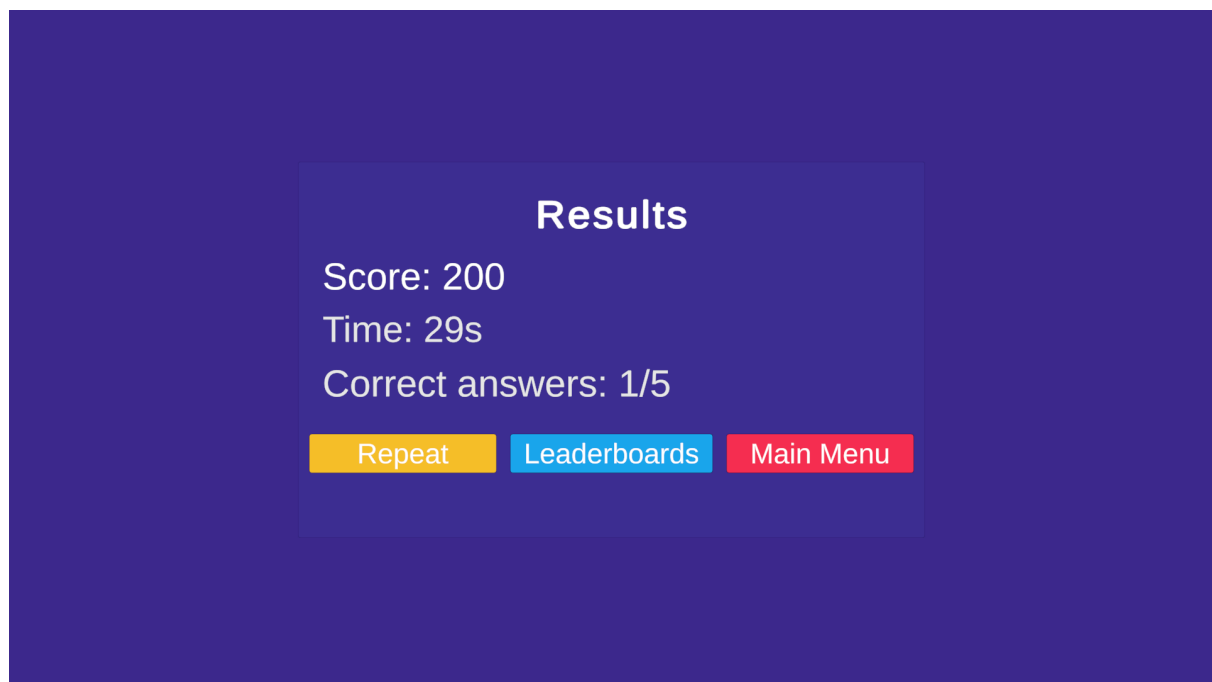 Results
Score: 200
Time: 29s
Correct answers: 1/5
Repeat Leaderboards Main Menu